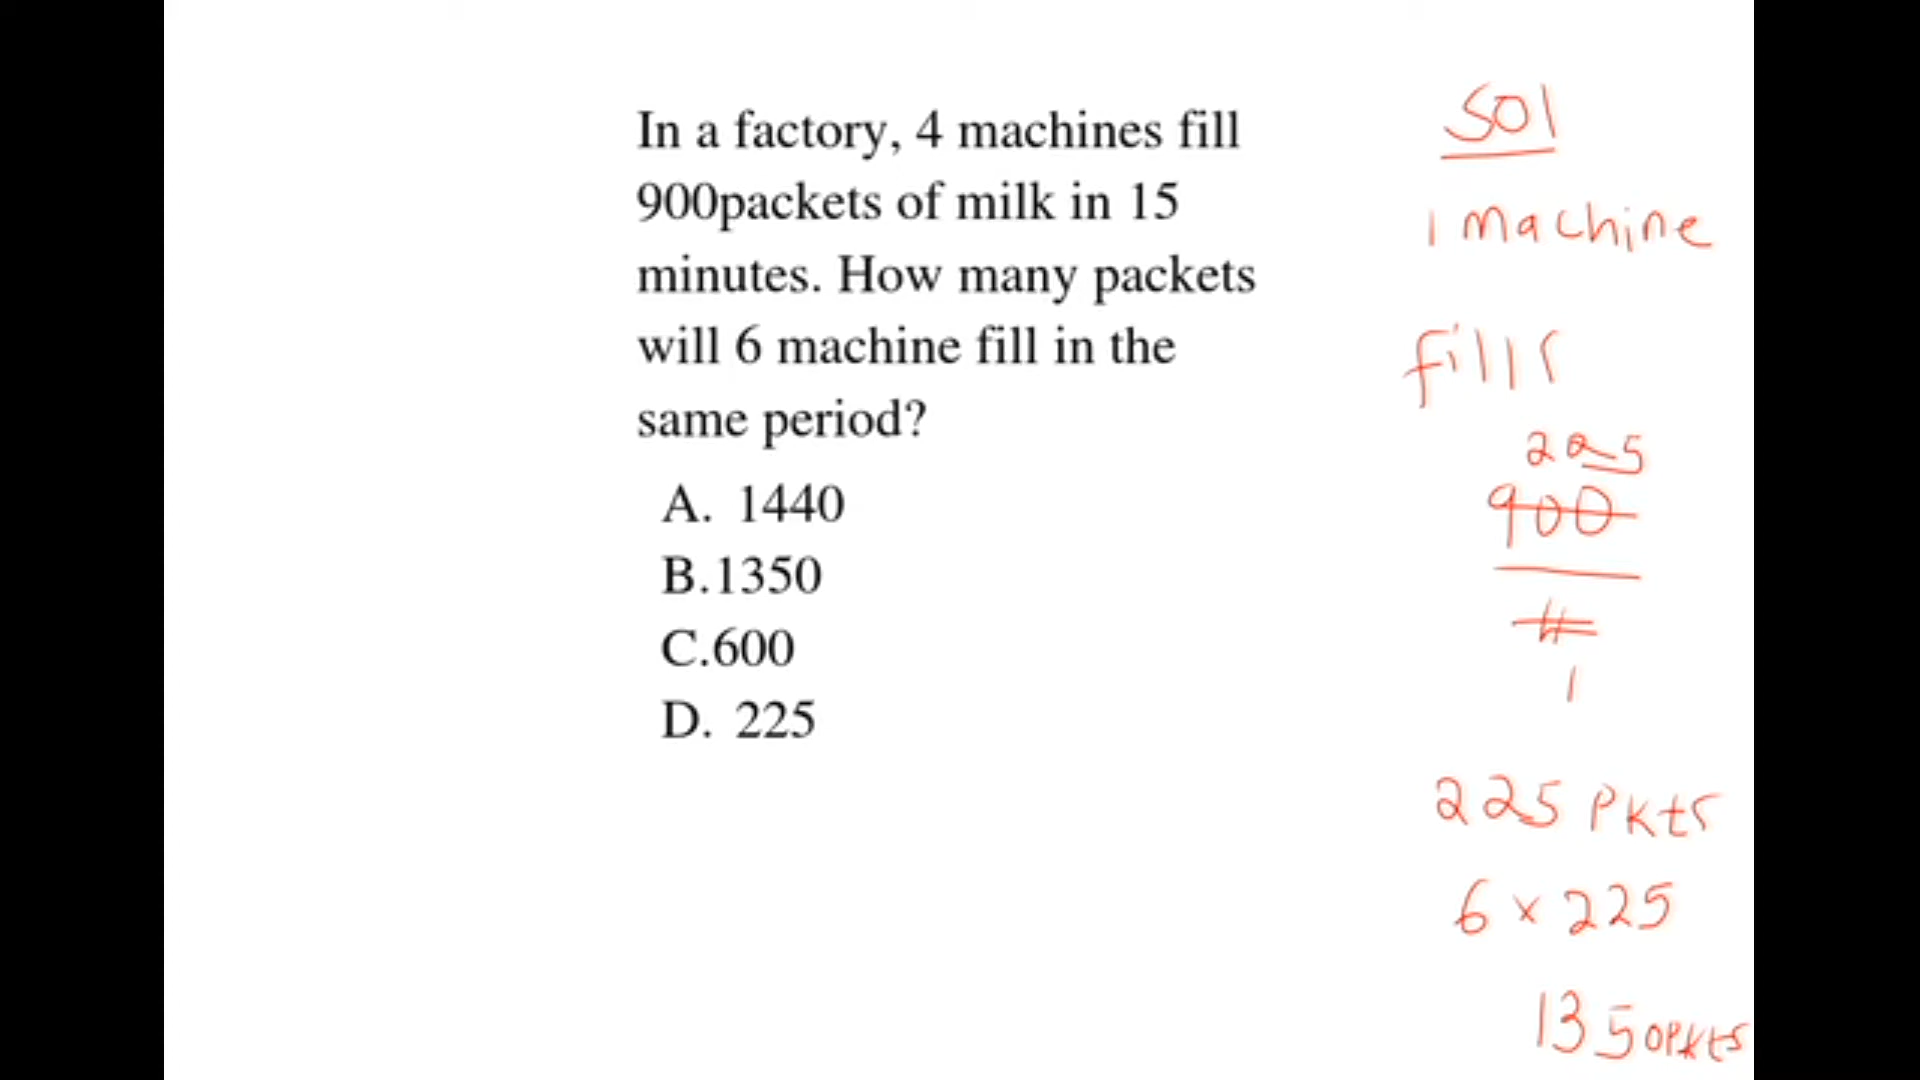 In a factory, 4 machines fill
900packets of milk in 15
minutes. How many packets
will 6 machine fill in the
same period?
A. 1440
B.1350
C.600
D. 225
Sol
1 machine
fills
225
900
4
1
225 Pkts
6 x 225
1350Pkts